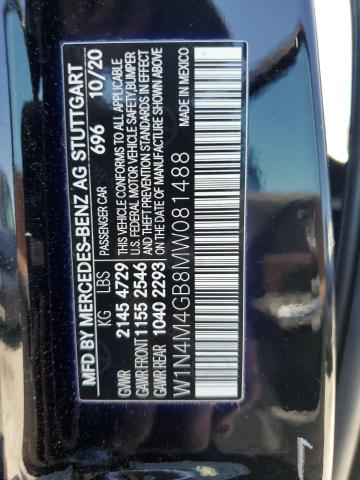 MFD BY MERCEDES-BENZ AG STUTTGART
PASSENGER CAR 696 10/20
KG LBS
GVWR 2145 4729
GAWR FRONT 1155 2546
GAWR REAR 1040 2293
THIS VEHICLE CONFORMS TO ALL APPLICABLE
U.S. FEDERAL MOTOR VEHICLE SAFETY,BUMPER
AND THEFT PREVENTION STANDARDS IN EFFECT
ON THE DATE OF MANUFACTURE SHOWN ABOVE
W1N4M4GB8MW081488 MADE IN MEXICO